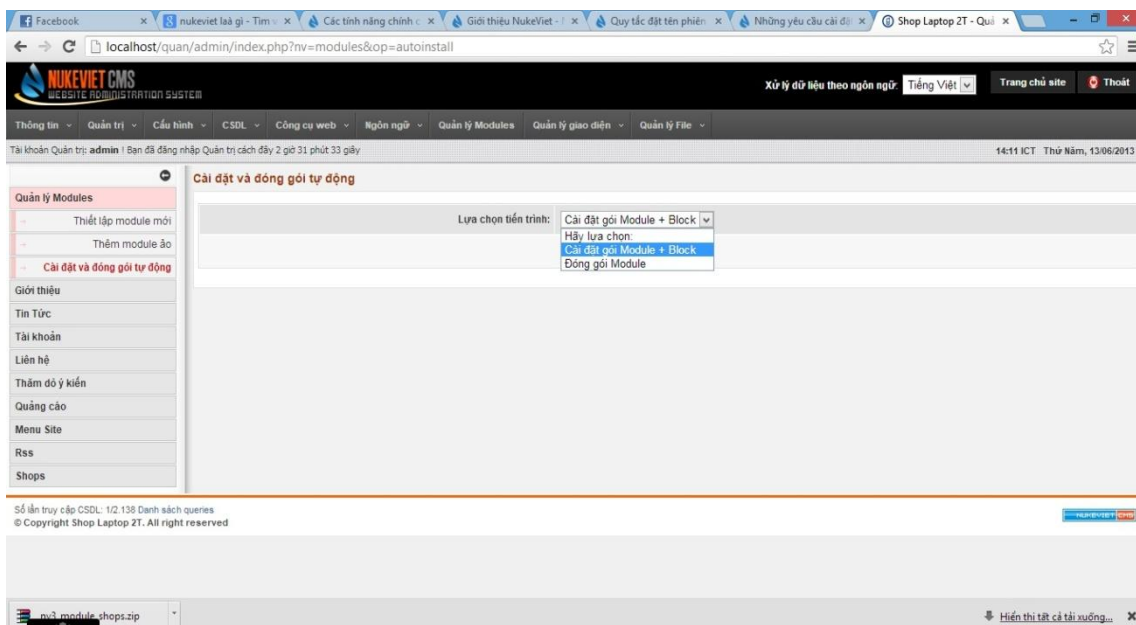 Facebook
nukeviet laà gì - Tìm v
Các tính năng chính c
Giới thiệu NukeViet -
Quy tắc đặt tên phiên
Những yêu cầu cài đặ
Shop Laptop 2T - Quả
localhost/quan/admin/index.php?nv=modules&op=autoinstall
NUKEVIET CMS
WEBSITE ADMINISTRATION SYSTEM
Xử lý dữ liệu theo ngôn ngữ: Tiếng Việt
Trang chủ site
Thoát
Thông tin Quản trị Cấu hình CSDL Công cụ web Ngôn ngữ Quản lý Modules Quản lý giao diện Quản lý File
Tài khoản Quản trị: admin ! Bạn đã đăng nhập Quản trị cách đây 2 giờ 31 phút 33 giây
14:11 ICT Thứ Năm, 13/06/2013
Quản lý Modules
Thiết lập module mới
Thêm module ảo
Cài đặt và đóng gói tự động
Giới thiệu
Tin Tức
Tài khoản
Liên hệ
Thăm dò ý kiến
Quảng cáo
Menu Site
Rss
Shops
Cài đặt và đóng gói tự động
Lựa chọn tiến trình: Cài đặt gói Module + Block
Hãy lựa chọn:
Cài đặt gói Module + Block
Đóng gói Module
Số lần truy cập CSDL: 1/2.138 Danh sách queries
© Copyright Shop Laptop 2T. All right reserved
NUKEVIET CMS
nv3_module_shops.zip
Hiển thị tất cả tải xuống...